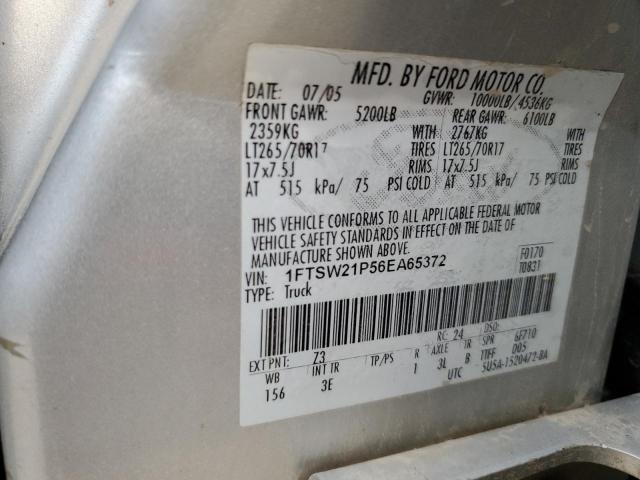 MFD. BY FORD MOTOR CO.
DATE: 07/05 GVWR: 10000LB/4536KG
FRONT GAWR: 5200LB REAR GAWR: 6100LB
2359KG WITH 2767KG WITH
LT265/70R17 TIRES LT265/70R17 TIRES
17x7.5J RIMS 17x7.5J RIMS
AT 515 kPa/ 75 PSI COLD AT 515 kPa/ 75 PSI COLD
THIS VEHICLE CONFORMS TO ALL APPLICABLE FEDERAL MOTOR
VEHICLE SAFETY STANDARDS IN EFFECT ON THE DATE OF
MANUFACTURE SHOWN ABOVE.
VIN: 1FTSW21P56EA65372 F0170
TYPE: Truck T0831
RC: 24 DSO:
EXT PNT: Z3 TP/PS R AXLE TR SPR 6F710
WB INT TR 1 3L B TTFF 005
156 3E UTC 5U5A-1520472-BA